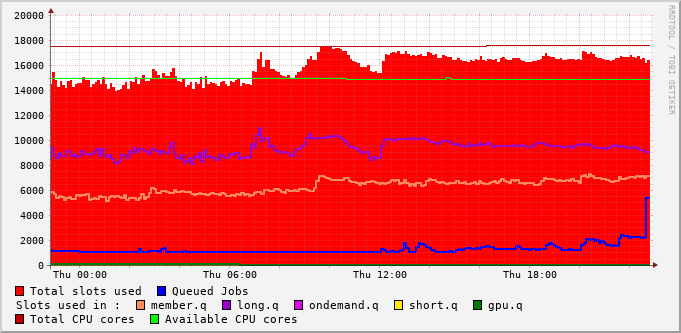 20000
18000
16000
14000
12000
10000
8000
6000
4000
2000
0
Thu 00:00 Thu 06:00 Thu 12:00 Thu 18:00
RRDTOOL / TOBI OETIKER
Total slots used Queued Jobs
Slots used in : member.q long.q ondemand.q short.q gpu.q
Total CPU cores Available CPU cores